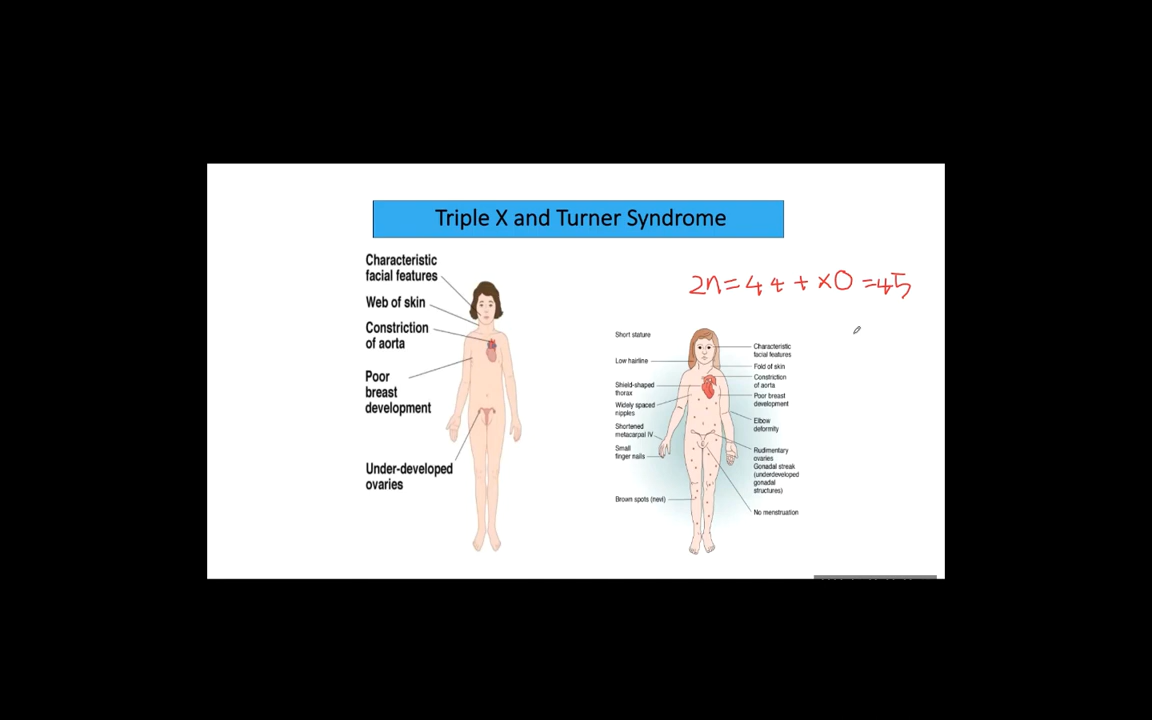 Triple X and Turner Syndrome
Characteristic
facial features
Web of skin
Constriction
of aorta
Poor
breast
development
Under-developed
ovaries
2n=44+XO=45
Short stature
Low hairline
Shield-shaped
thorax
Widely spaced
nipples
Shortened
metacarpal IV
Small
finger nails
Brown spots (nevi)
Characteristic
facial features
Fold of skin
Constriction
of aorta
Poor breast
development
Elbow
deformity
Rudimentary
ovaries
Gonadal streak
(underdeveloped
gonadal
structures)
No menstruation